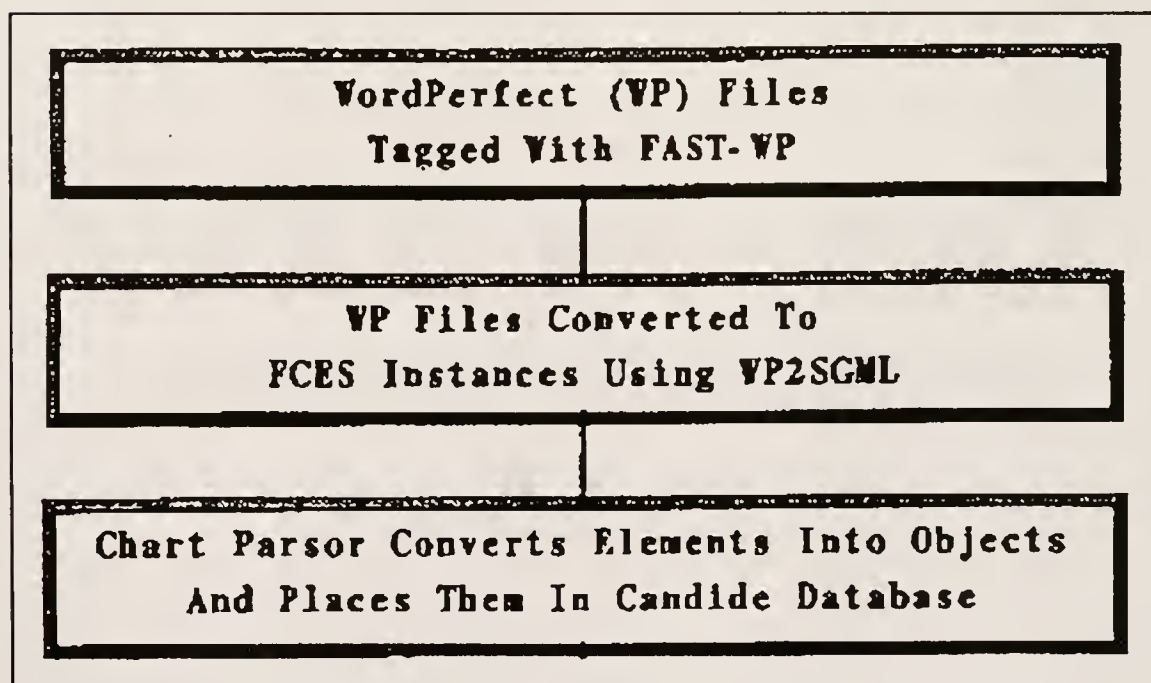 WordPerfect (WP) Files
Tagged With FAST-WP
WP Files Converted To
FCES Instances Using WP2SGML
Chart Parsor Converts Elements Into Objects
And Places Them In Candide Database